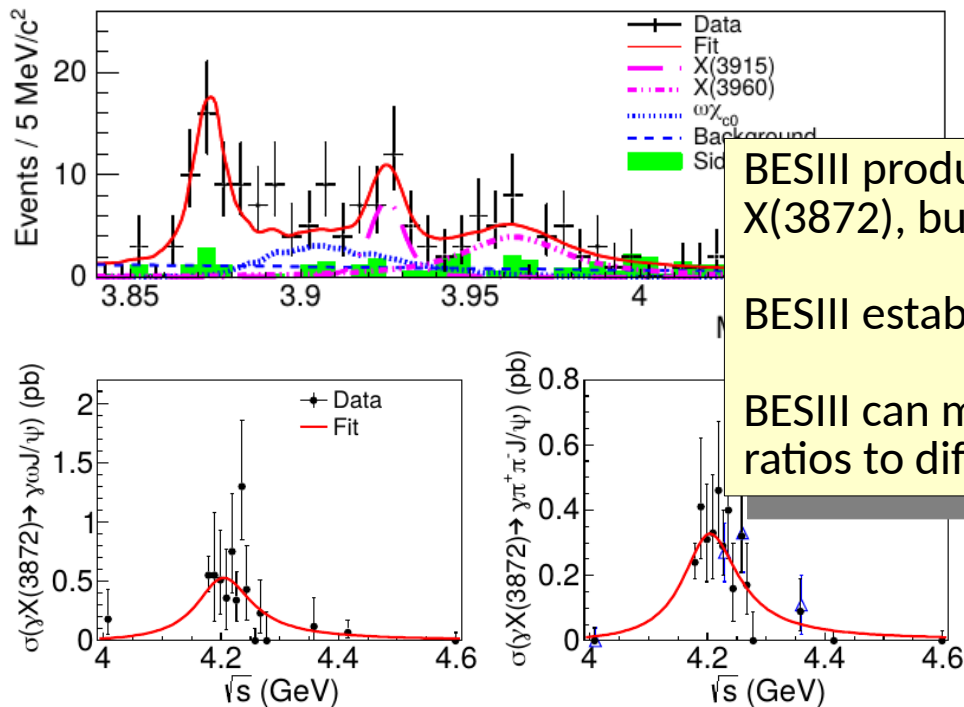 Events / 5 MeV/c²
20
10
0
3.85
3.9
3.95
4
Data
Fit
X(3915)
X(3960)
ωχc0
Background
Sid
BESIII produ
X(3872), bu
BESIII estab
BESIII can m
ratios to dif
σ(γX(3872)→ γωJ/ψ) (pb)
2
1.5
1
0.5
0
4
4.2
4.4
4.6
√s (GeV)
Data
Fit
σ(γX(3872)→ γπ⁺π⁻J/ψ) (pb)
0.8
0.6
0.4
0.2
0
4
4.2
4.4
4.6
√s (GeV)